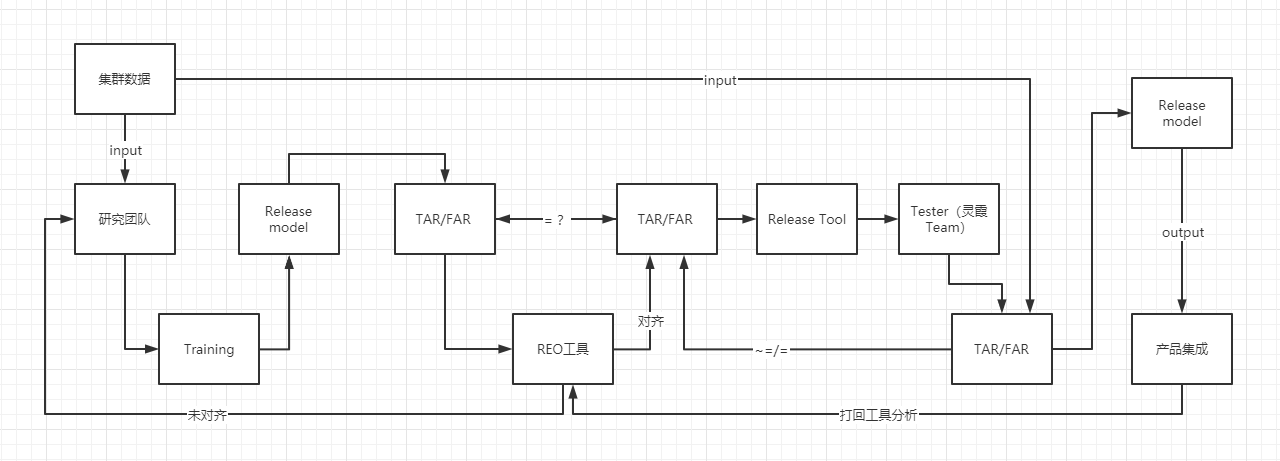 集群数据
input
Release
model
input
研究团队
Release
model
TAR/FAR
= ?
TAR/FAR
Release Tool
Tester（灵霞
Team）
output
对齐
Training
REO工具
~=/=
TAR/FAR
产品集成
未对齐
打回工具分析